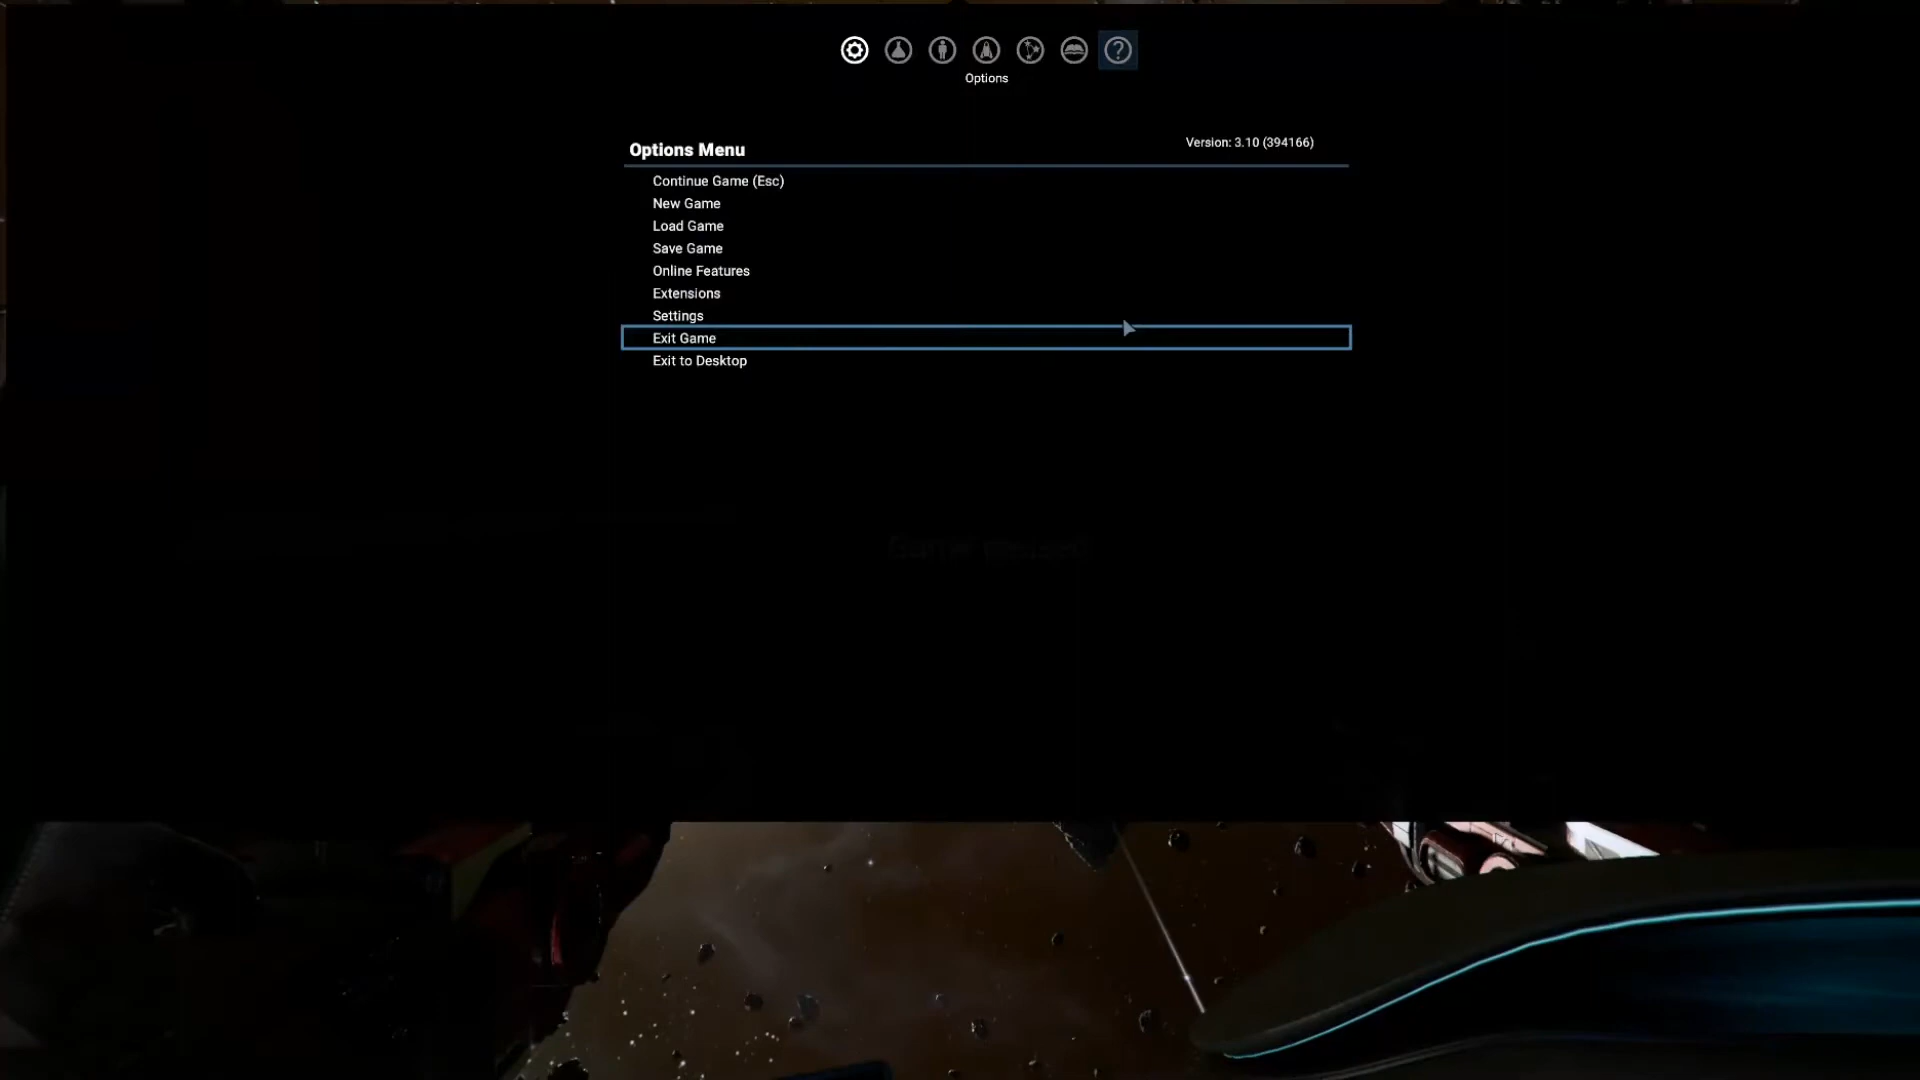 Options
Options Menu
Version: 3.10 (394166)
Continue Game (Esc)
New Game
Load Game
Save Game
Online Features
Extensions
Settings
Exit Game
Exit to Desktop